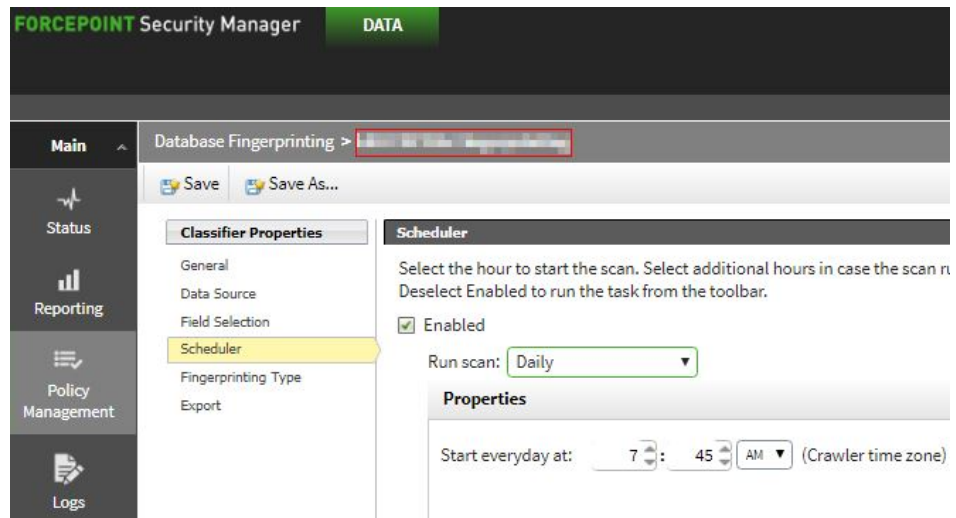 FORCEPOINT Security Manager
DATA
Main
Database Fingerprinting >
Save
Save As...
Status
Reporting
Policy
Management
Logs
Classifier Properties
General
Data Source
Field Selection
Scheduler
Fingerprinting Type
Export
Scheduler
Select the hour to start the scan. Select additional hours in case the scan
Deselect Enabled to run the task from the toolbar.
Enabled
Run scan: Daily
Properties
Start everyday at: 7 : 45 AM (Crawler time zone)